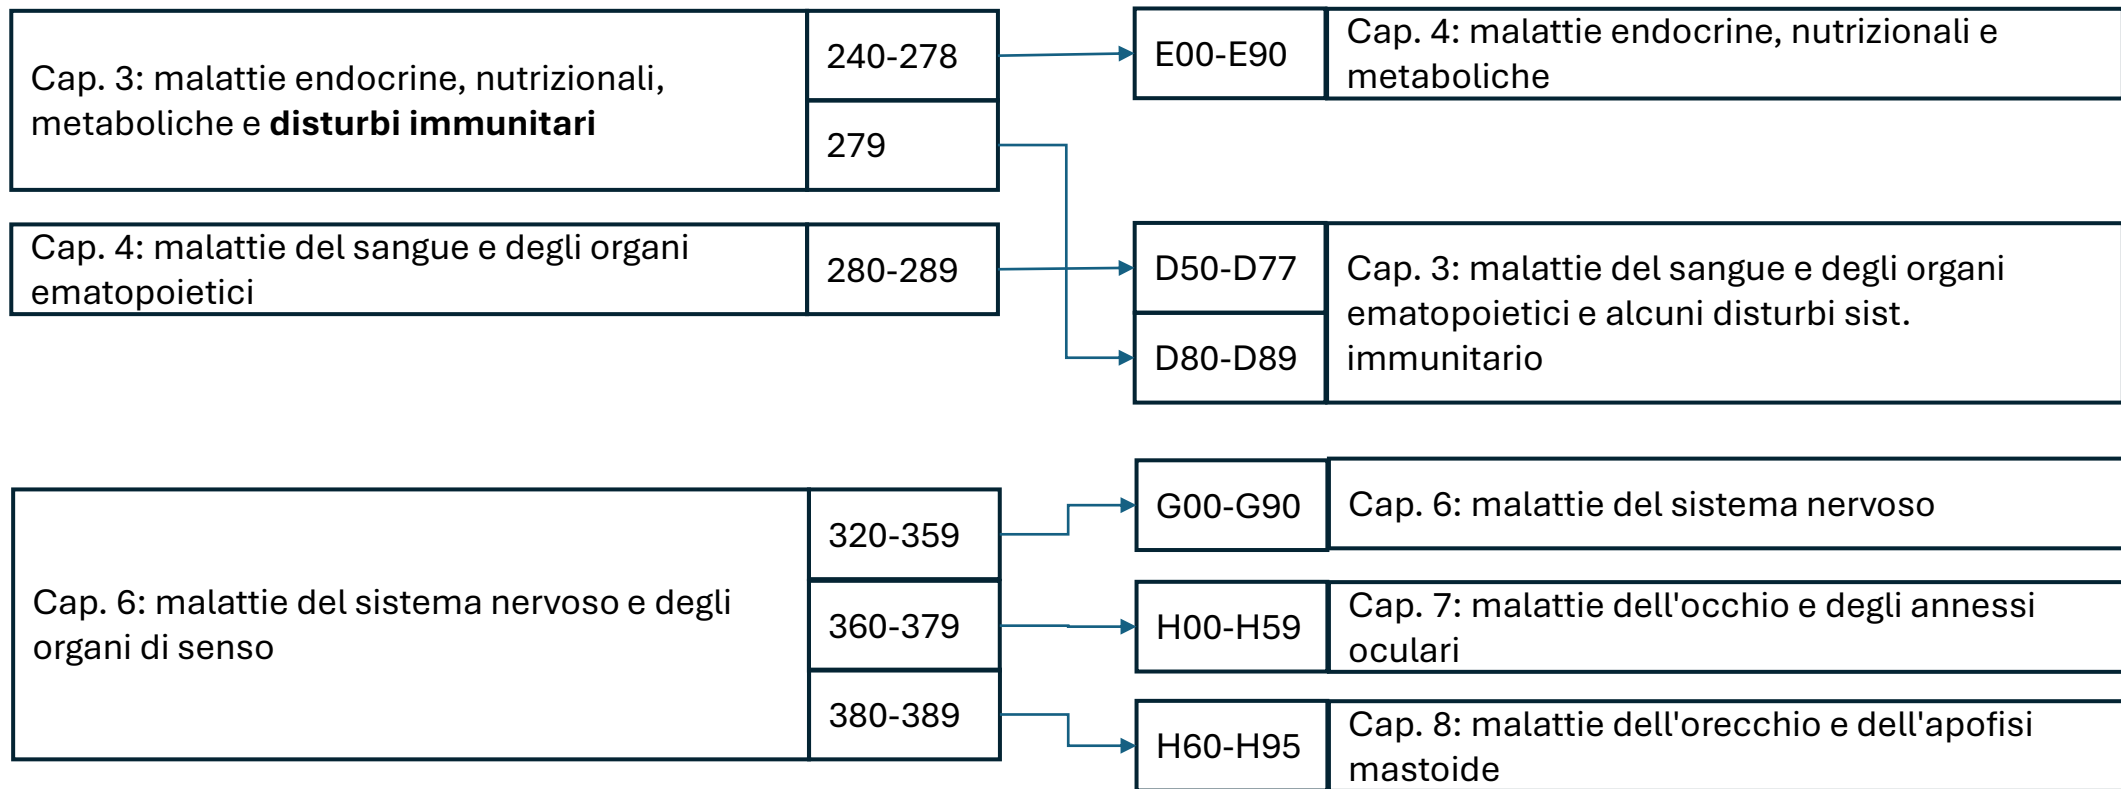 Cap. 3: malattie endocrine, nutrizionali,
metaboliche e disturbi immunitari
240-278
279
E00-E90
Cap. 4: malattie endocrine, nutrizionali e
metaboliche
Cap. 4: malattie del sangue e degli organi
ematopoietici
280-289
D50-D77
D80-D89
Cap. 3: malattie del sangue e degli organi
ematopoietici e alcuni disturbi sist.
immunitario
Cap. 6: malattie del sistema nervoso e degli
organi di senso
320-359
360-379
380-389
G00-G90
Cap. 6: malattie del sistema nervoso
H00-H59
Cap. 7: malattie dell'occhio e degli annessi
oculari
H60-H95
Cap. 8: malattie dell'orecchio e dell'apofisi
mastoide